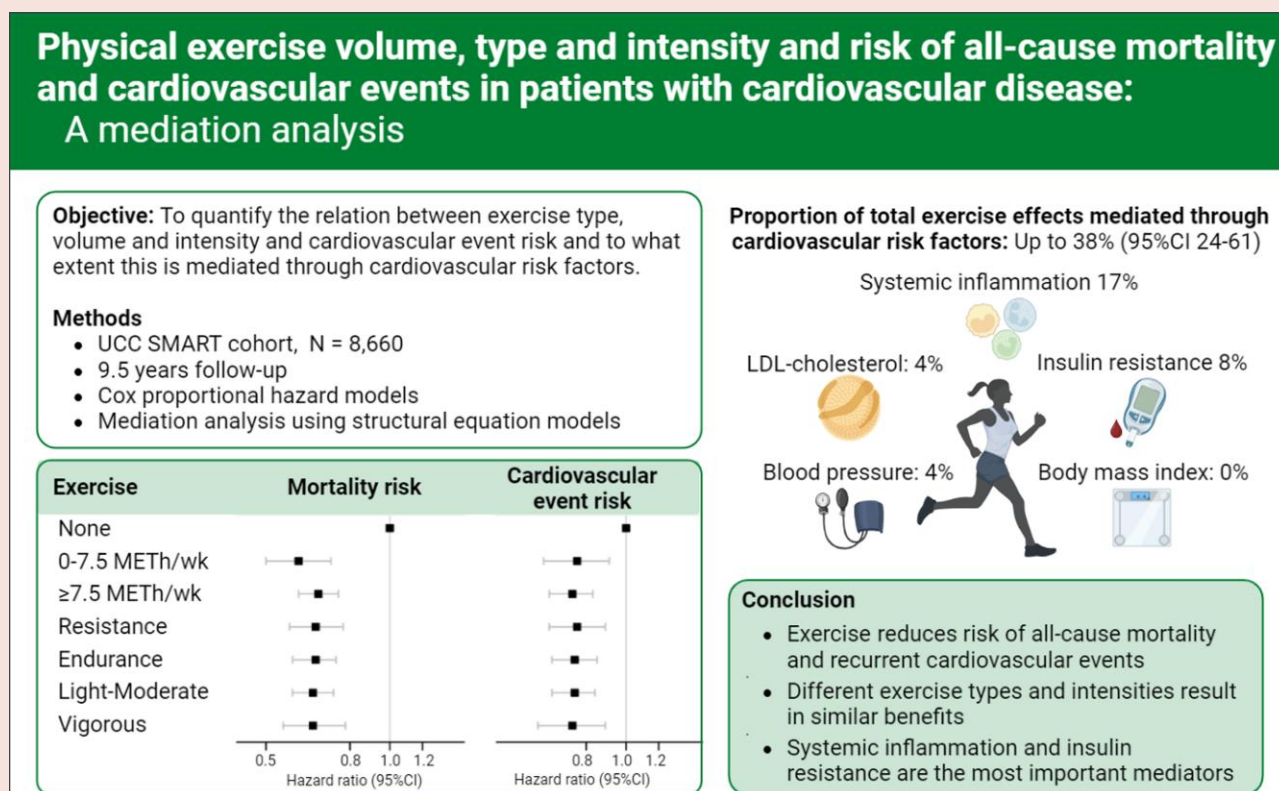 Physical exercise volume, type and intensity and risk of all-cause mortality
and cardiovascular events in patients with cardiovascular disease:
A mediation analysis
Objective: To quantify the relation between exercise type,
volume and intensity and cardiovascular event risk and to what
extent this is mediated through cardiovascular risk factors.
Methods
• UCC SMART cohort, N = 8,660
• 9.5 years follow-up
• Cox proportional hazard models
• Mediation analysis using structural equation models
Exercise Mortality risk Cardiovascular
event risk
None
0-7.5 METh/wk
≥7.5 METh/wk
Resistance
Endurance
Light-Moderate
Vigorous
0.5 0.8 1.0 1.2 0.8 1.0 1.2
Hazard ratio (95%CI) Hazard ratio (95%CI)
Proportion of total exercise effects mediated through
cardiovascular risk factors: Up to 38% (95%CI 24-61)
Systemic inflammation 17%
LDL-cholesterol: 4% Insulin resistance 8%
Blood pressure: 4% Body mass index: 0%
Conclusion
• Exercise reduces risk of all-cause mortality
and recurrent cardiovascular events
• Different exercise types and intensities result
in similar benefits
• Systemic inflammation and insulin
resistance are the most important mediators